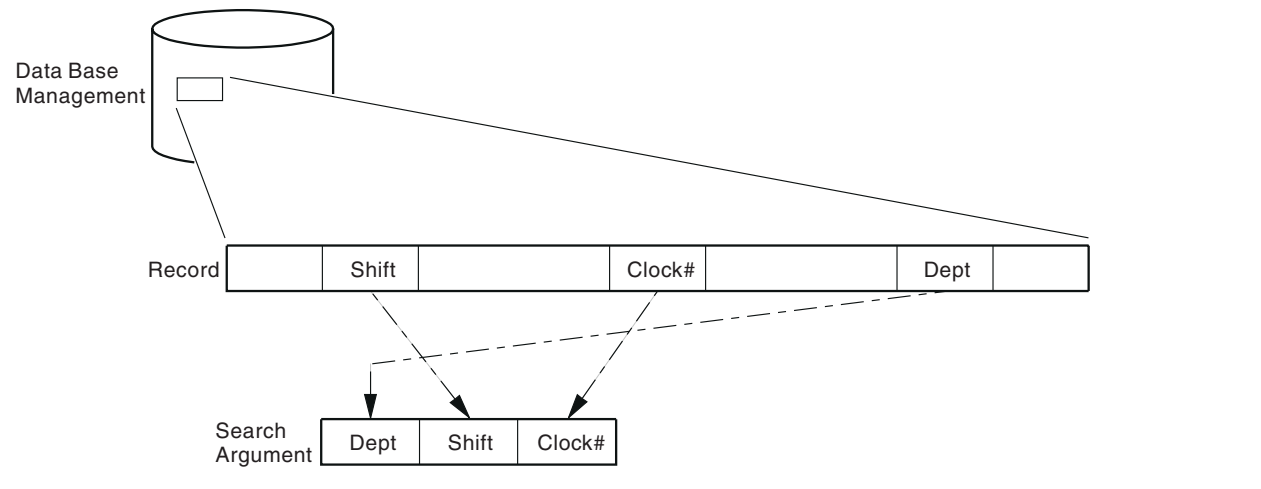 Data Base
Management
Record
Shift
Clock#
Dept
Search
Argument
Dept
Shift
Clock#